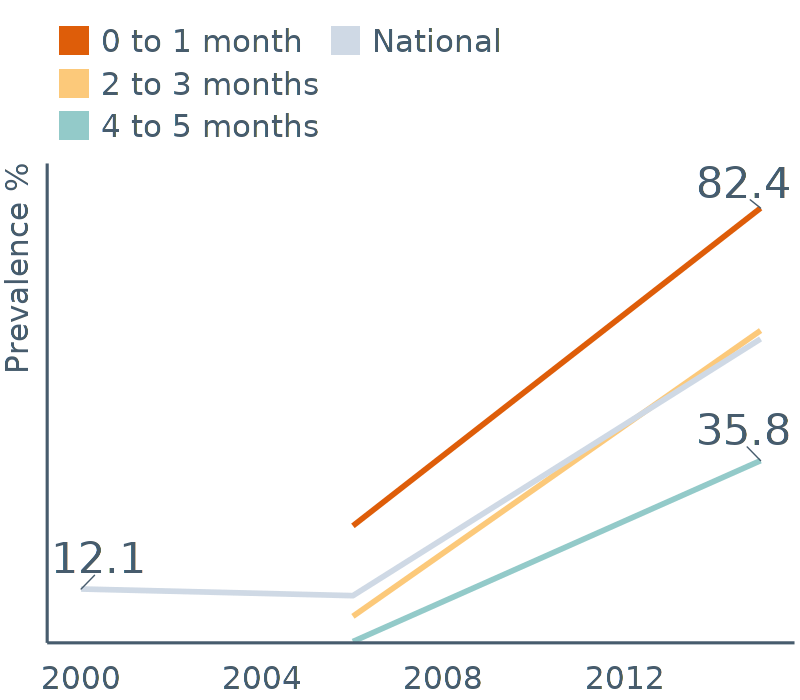 0 to 1 month
National
2 to 3 months
4 to 5 months
Prevalence %
82.4
35.8
12.1
2000 2004 2008 2012